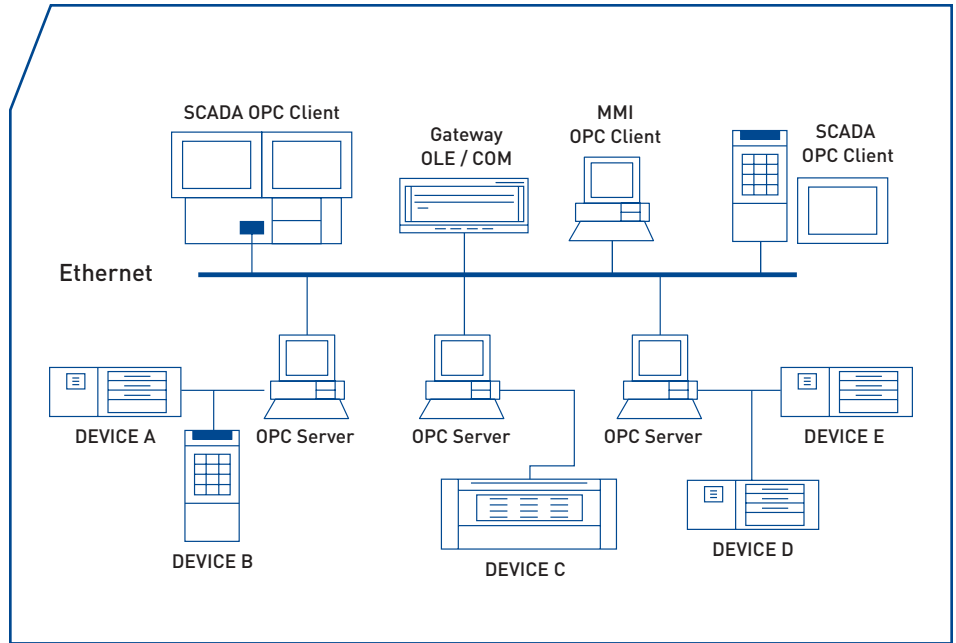 SCADA OPC Client
Gateway
OLE / COM
MMI
OPC Client
SCADA
OPC Client
Ethernet
DEVICE A
OPC Server
OPC Server
OPC Server
DEVICE E
DEVICE B
DEVICE C
DEVICE D